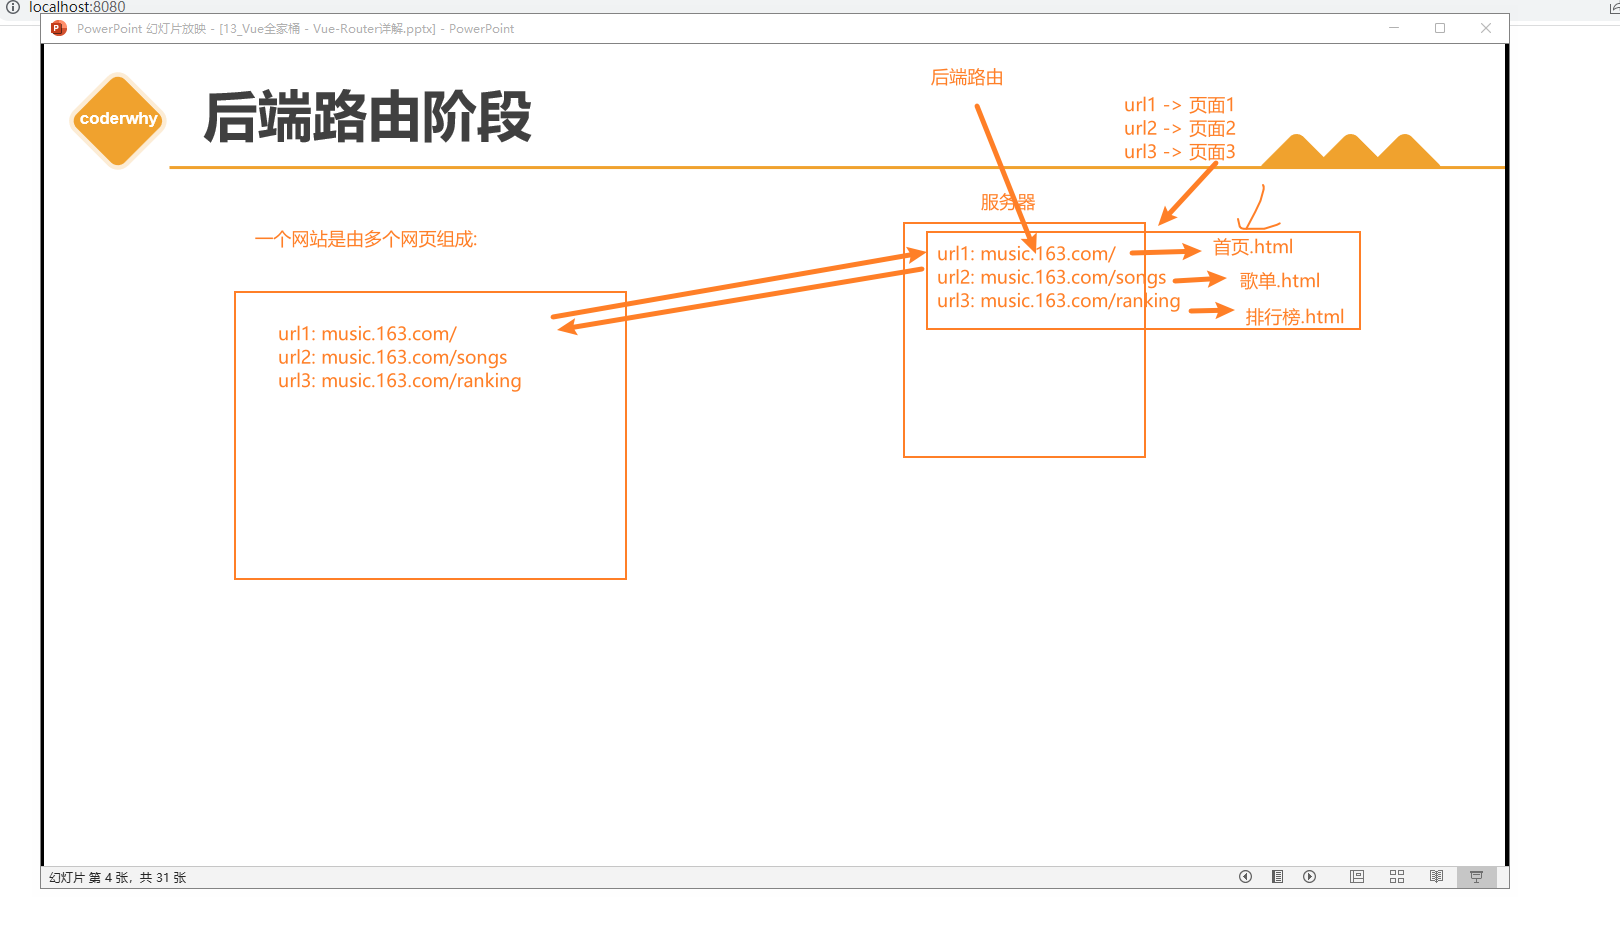 localhost:8080
PowerPoint 幻灯片放映 - [13_Vue全家桶 - Vue-Router详解.pptx] - PowerPoint
coderwhy
后端路由阶段
后端路由
url1 -> 页面1
url2 -> 页面2
url3 -> 页面3
服务器
一个网站是由多个网页组成:
url1: music.163.com/
url2: music.163.com/songs
url3: music.163.com/ranking
url1: music.163.com/
url2: music.163.com/songs
url3: music.163.com/ranking
首页.html
歌单.html
排行榜.html
幻灯片 第 4 张，共 31 张